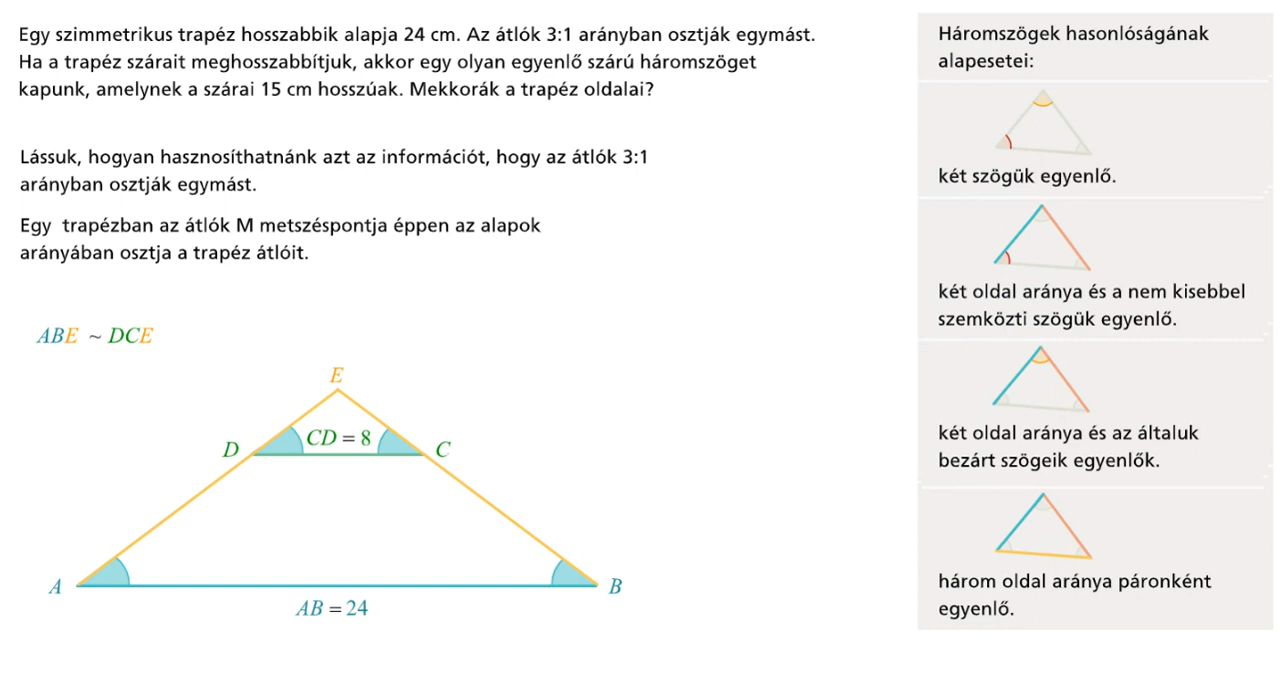 Egy szimmetrikus trapéz hosszabbik alapja 24 cm. Az átlók 3:1 arányban osztják egymást.
Ha a trapéz szárait meghosszabbítjuk, akkor egy olyan egyenlő szárú háromszöget
kapunk, amelynek a szárai 15 cm hosszúak. Mekkorák a trapéz oldalai?
Lássuk, hogyan hasznosíthatnánk azt az információt, hogy az átlók 3:1
arányban osztják egymást.
Egy trapézban az átlók M metszéspontja éppen az alapok
arányában osztja a trapéz átlóit.
ABE ~ DCE
E
D
CD = 8
C
A
B
AB = 24
Háromszögek hasonlóságának
alapesetei:
két szögük egyenlő.
két oldal aránya és a nem kisebbel
szemközti szögük egyenlő.
két oldal aránya és az általuk
bezárt szögeik egyenlők.
három oldal aránya páronként
egyenlő.